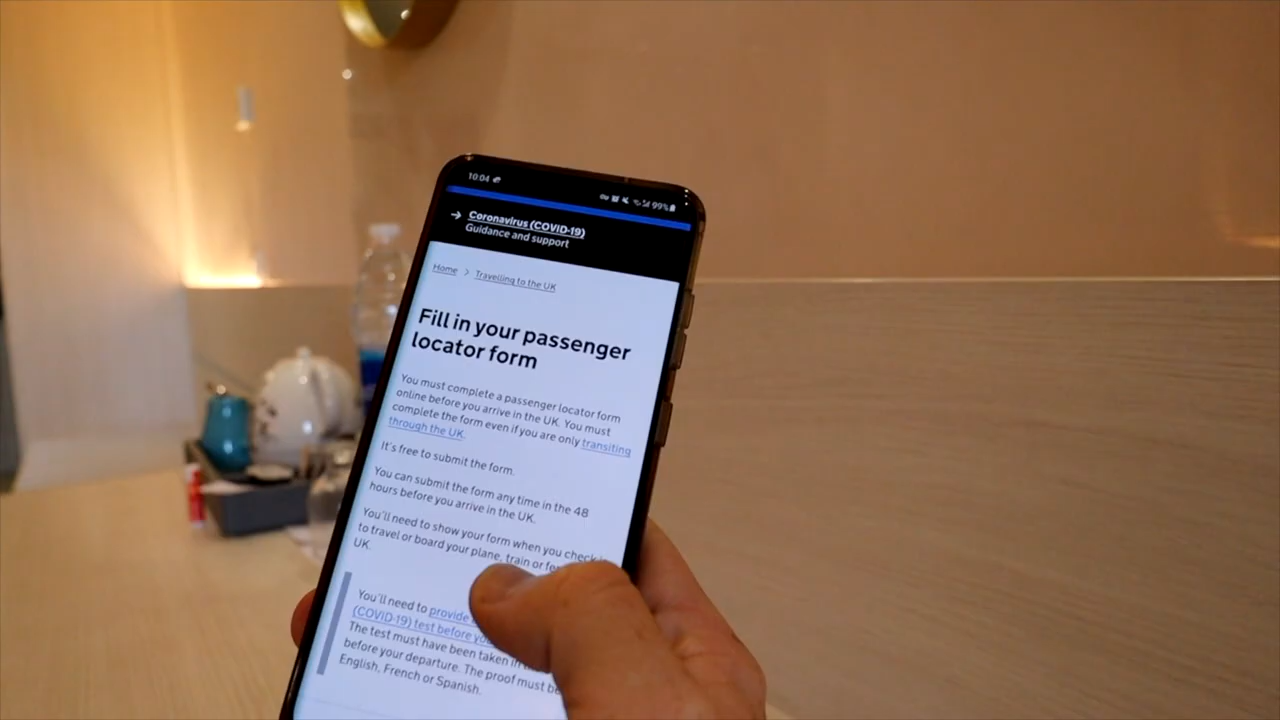 10:04
99%
→ Coronavirus (COVID-19)
Guidance and support
Home > Travelling to the UK
Fill in your passenger
locator form
You must complete a passenger locator form
online before you arrive in the UK. You must
complete the form even if you are only transiting
through the UK.
It's free to submit the form.
You can submit the form any time in the 48
hours before you arrive in the UK.
You'll need to show your form when you check
to travel or board your plane, train or
UK.
You'll need to provide
(COVID-19) test before
The test must have been taken in
before your departure. The proof must be
English, French or Spanish.